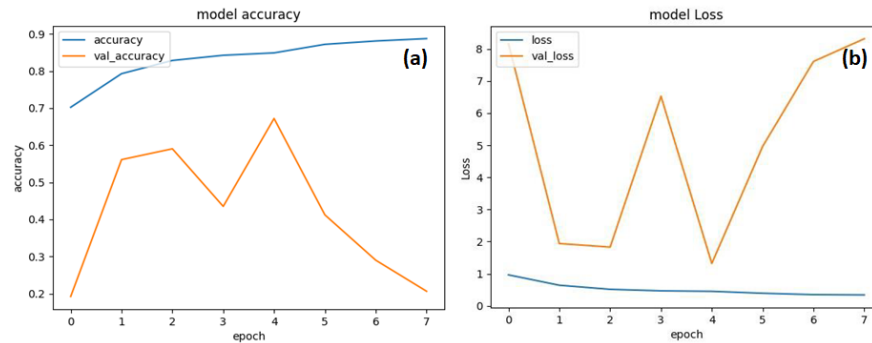 model accuracy
accuracy
val_accuracy
(a)
0.9
0.8
0.7
0.6
0.5
0.4
0.3
0.2
accuracy
0 1 2 3 4 5 6 7
epoch
model Loss
loss
val_loss
(b)
8
7
6
5
4
3
2
1
0
Loss
0 1 2 3 4 5 6 7
epoch